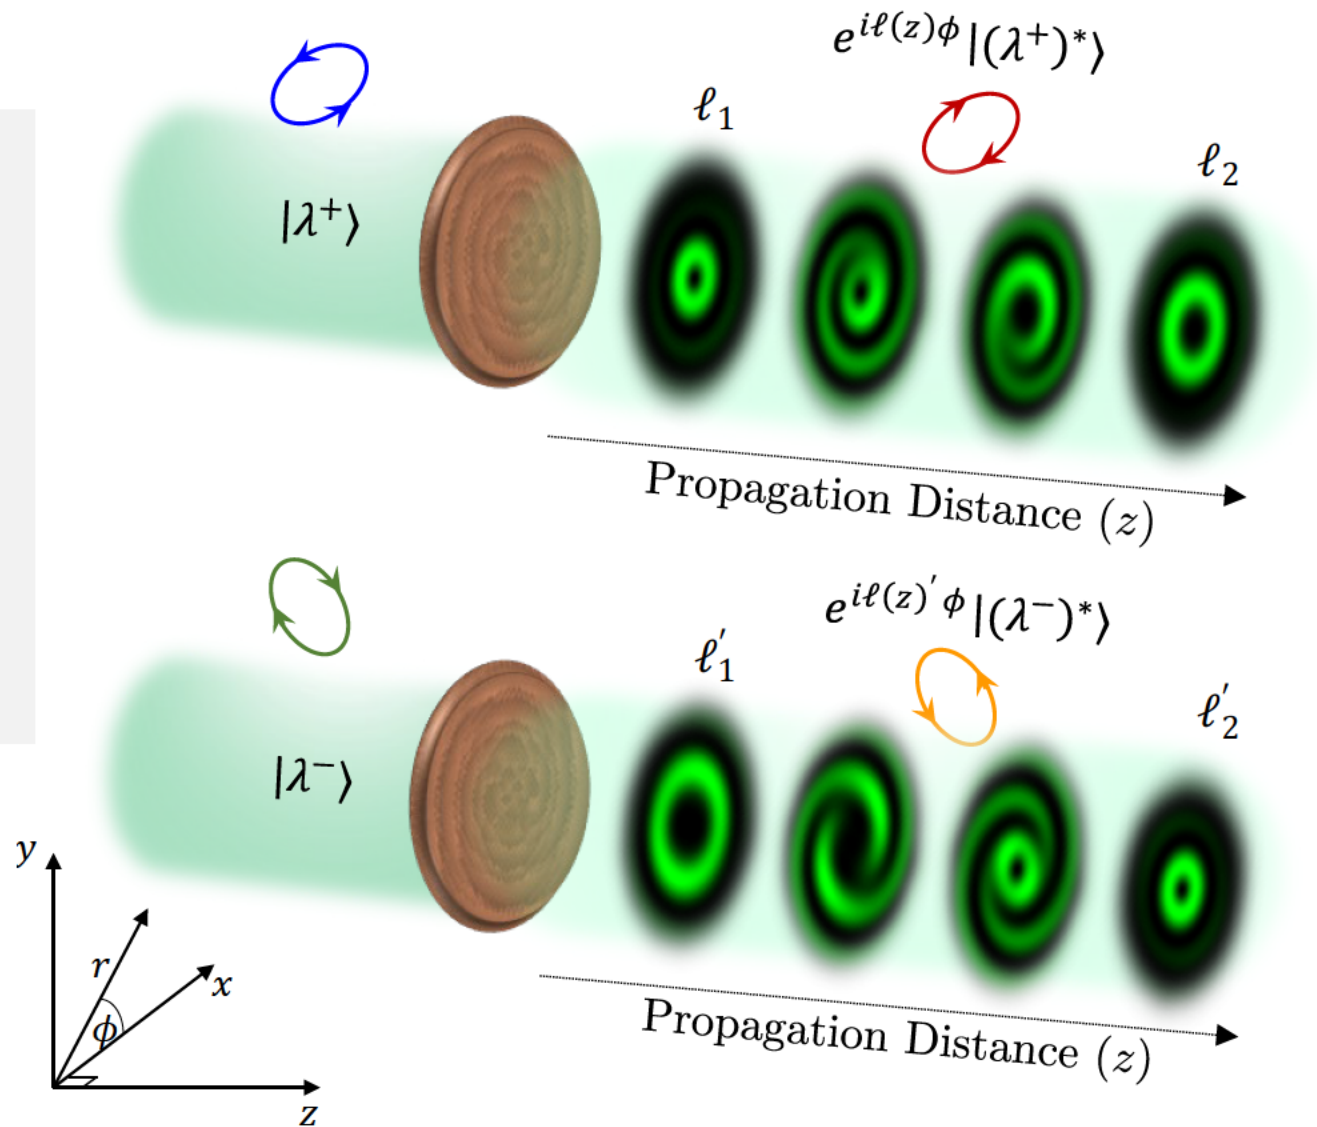 e^{iℓ(z)ϕ}|(λ⁺)*⟩
ℓ₁
ℓ₂
|λ⁺⟩
Propagation Distance (z)
e^{iℓ(z)′ϕ}|(λ⁻)*⟩
ℓ′₁
ℓ′₂
|λ⁻⟩
y
r
x
ϕ
Propagation Distance (z)
z